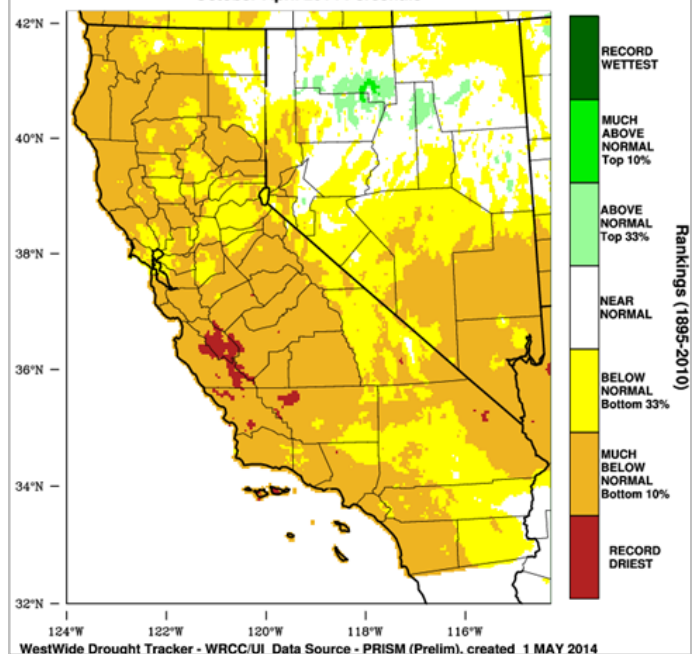 42°N
40°N
38°N
36°N
34°N
32°N
124°W
122°W
120°W
118°W
116°W
RECORD
WETTEST
MUCH
ABOVE
NORMAL
Top 10%
ABOVE
NORMAL
Top 33%
NEAR
NORMAL
BELOW
NORMAL
Bottom 33%
MUCH
BELOW
NORMAL
Bottom 10%
RECORD
DRIEST
Rankings (1895-2010)
WestWide Drought Tracker - WRCC/UI Data Source - PRISM (Prelim), created 1 MAY 2014